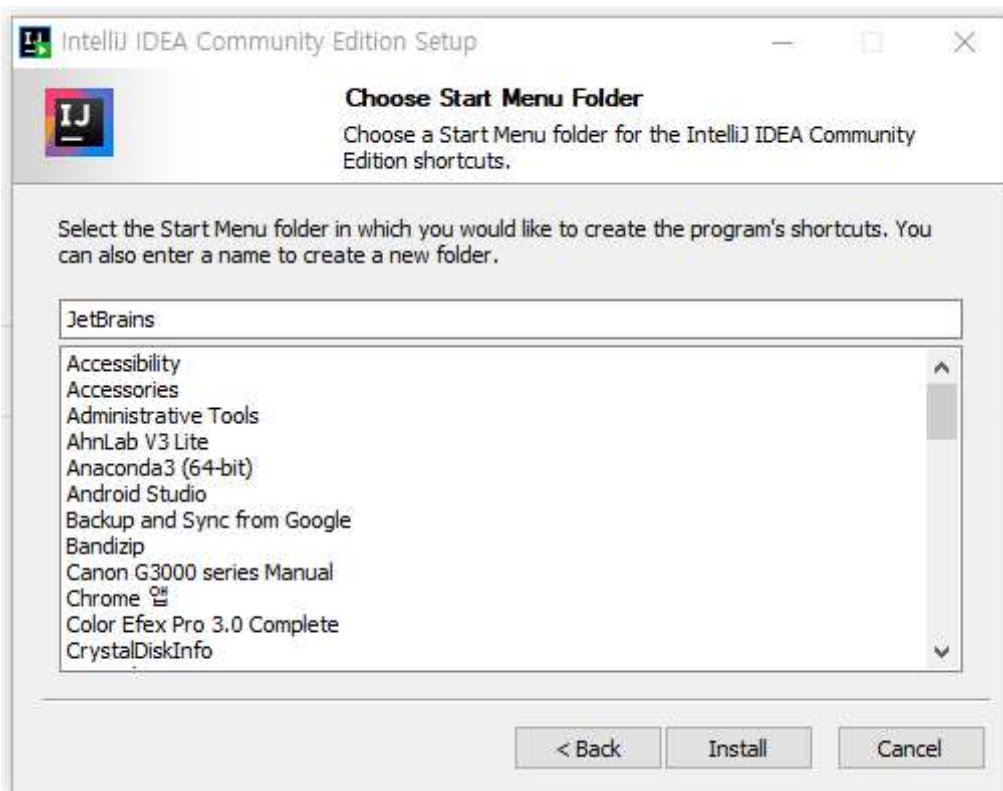 IntelliJ IDEA Community Edition Setup
IJ
Choose Start Menu Folder
Choose a Start Menu folder for the IntelliJ IDEA Community
Edition shortcuts.
Select the Start Menu folder in which you would like to create the program's shortcuts. You
can also enter a name to create a new folder.
JetBrains
Accessibility
Accessories
Administrative Tools
AhnLab V3 Lite
Anaconda3 (64-bit)
Android Studio
Backup and Sync from Google
Bandizip
Canon G3000 series Manual
Chrome 앱
Color Efex Pro 3.0 Complete
CrystalDiskInfo
< Back
Install
Cancel